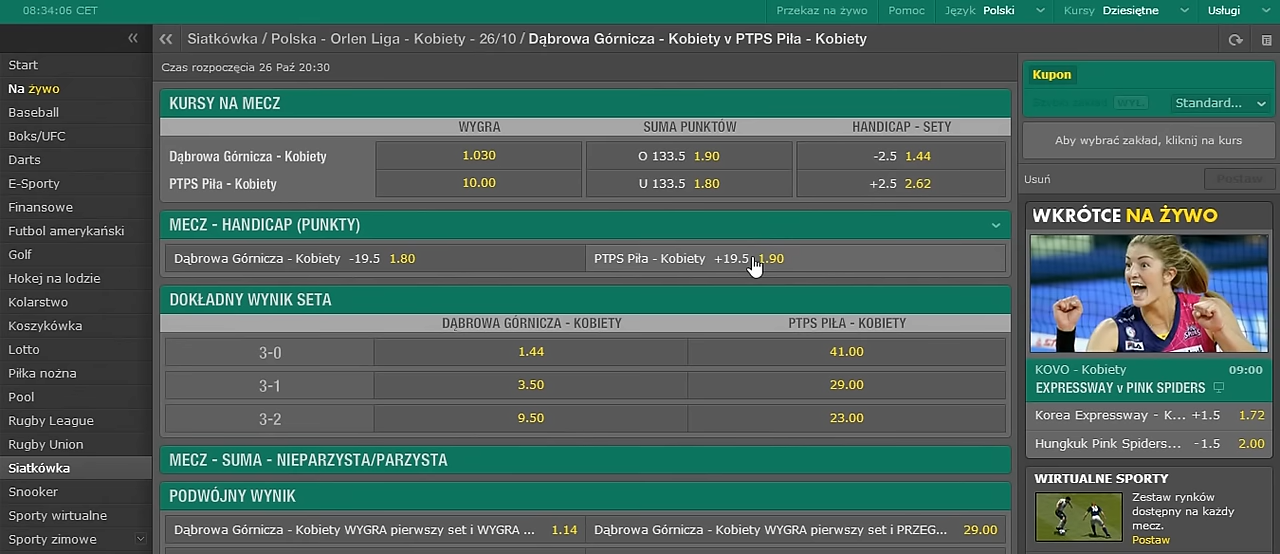 08:34:06 CET
Przekaz na żywo
Pomoc
Język Polski
Kursy Dziesiętne
Usługi
Siatkówka / Polska - Orlen Liga - Kobiety - 26/10 / Dąbrowa Górnicza - Kobiety v PTPS Piła - Kobiety
Start
Na żywo
Baseball
Boks/UFC
Darts
E-Sporty
Finansowe
Futbol amerykański
Golf
Hokej na lodzie
Kolarstwo
Koszykówka
Lotto
Piłka nożna
Pool
Rugby League
Rugby Union
Siatkówka
Snooker
Sporty wirtualne
Sporty zimowe
Czas rozpoczęcia 26 Paź 20:30
KURSY NA MECZ
WYGRA SUMA PUNKTÓW HANDICAP - SETY
Dąbrowa Górnicza - Kobiety 1.030 O 133.5 1.90 -2.5 1.44
PTPS Piła - Kobiety 10.00 U 133.5 1.80 +2.5 2.62
MECZ - HANDICAP (PUNKTY)
Dąbrowa Górnicza - Kobiety -19.5 1.80 PTPS Piła - Kobiety +19.5 1.90
DOKŁADNY WYNIK SETA
DĄBROWA GÓRNICZA - KOBIETY PTPS PIŁA - KOBIETY
3-0 1.44 41.00
3-1 3.50 29.00
3-2 9.50 23.00
MECZ - SUMA - NIEPARZYSTA/PARZYSTA
PODWÓJNY WYNIK
Dąbrowa Górnicza - Kobiety WYGRA pierwszy set i WYGRA ... 1.14 Dąbrowa Górnicza - Kobiety WYGRA pierwszy set i PRZEG... 29.00
Kupon
WYŁ. Standard...
Aby wybrać zakład, kliknij na kurs
Usuń Postaw
WKRÓTCE NA ŻYWO
KOVO - Kobiety 09:00
EXPRESSWAY v PINK SPIDERS
Korea Expressway - K... +1.5 1.72
Hungkuk Pink Spiders... -1.5 2.00
WIRTUALNE SPORTY
Zestaw rynków
dostępny na każdy
mecz.
Postaw